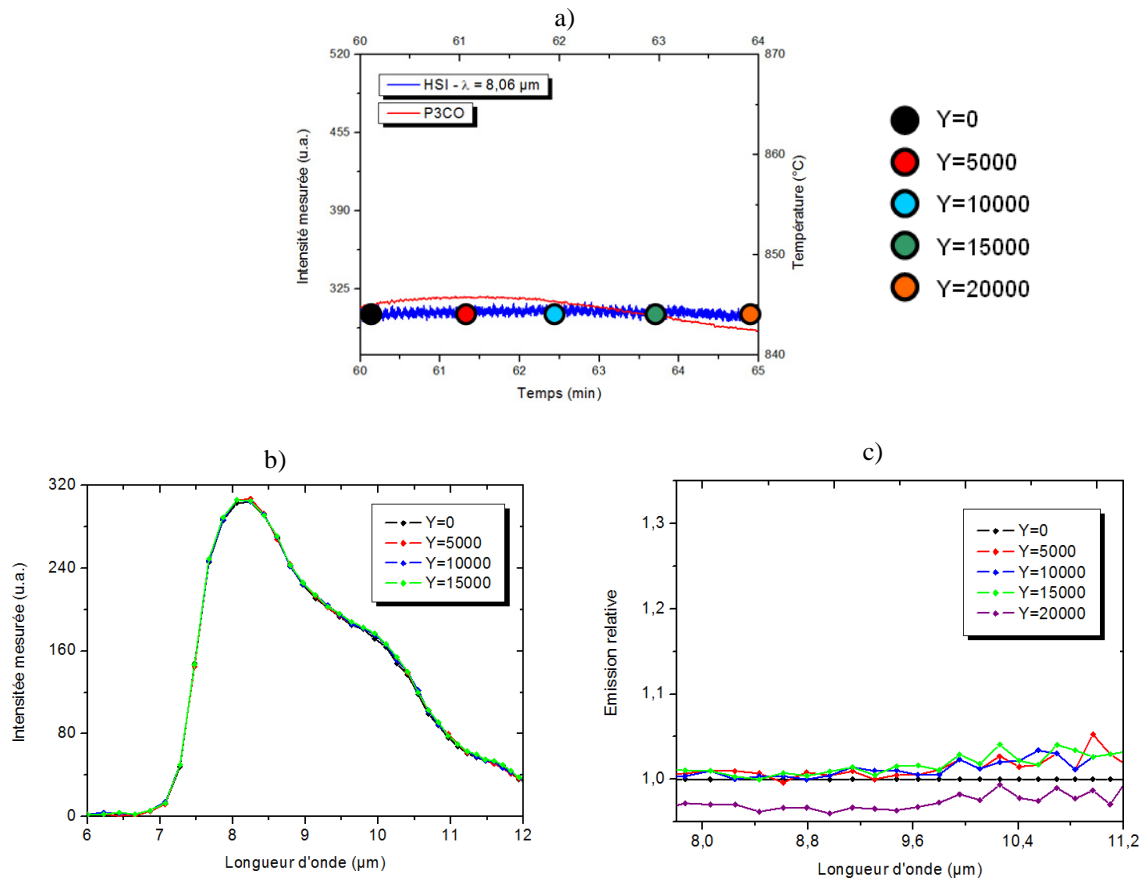 a)
60 61 62 63 64
520 870
HSI - λ = 8,06 µm
P3CO
455 860
390 850
325
840
60 61 62 63 64 65
Temps (min)
Intensité mesurée (u.a.)
Température (°C)
Y=0
Y=5000
Y=10000
Y=15000
Y=20000
b)
320
240
160
80
0
6 7 8 9 10 11 12
Longueur d'onde (µm)
Intensitée mesurée (u.a.)
Y=0
Y=5000
Y=10000
Y=15000
c)
1,3
1,2
1,1
1,0
8,0 8,8 9,6 10,4 11,2
Longueur d'onde (µm)
Emission relative
Y=0
Y=5000
Y=10000
Y=15000
Y=20000